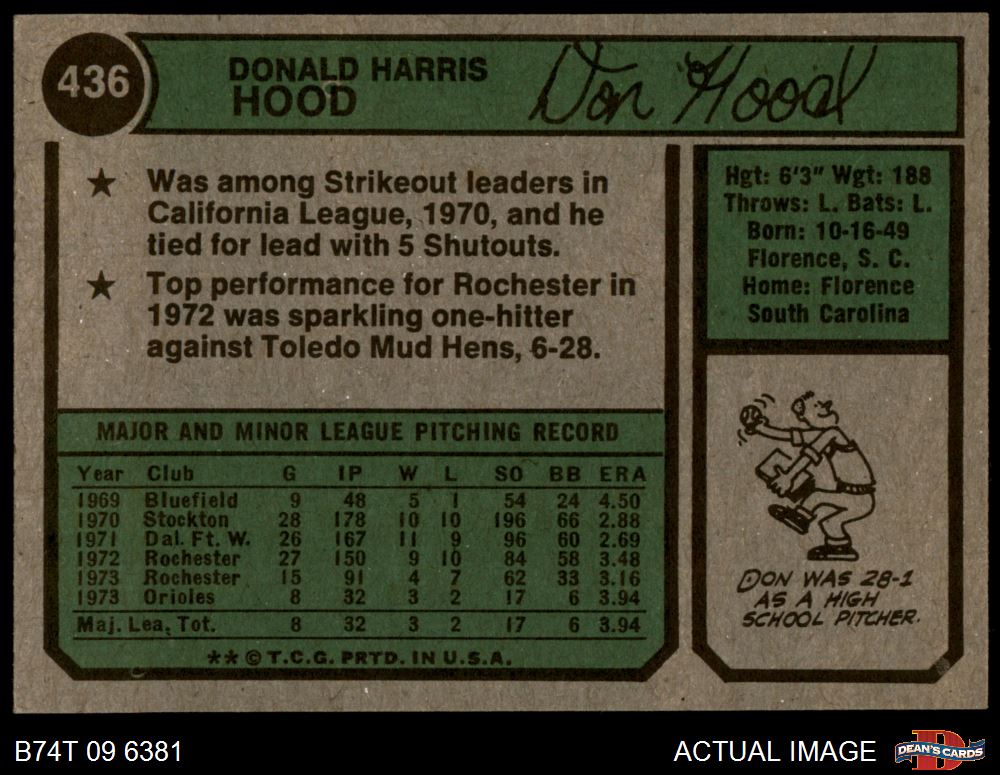 436
DONALD HARRIS
HOOD
Don Hood
★ Was among Strikeout leaders in
California League, 1970, and he
tied for lead with 5 Shutouts.
★ Top performance for Rochester in
1972 was sparkling one-hitter
against Toledo Mud Hens, 6-28.
MAJOR AND MINOR LEAGUE PITCHING RECORD
Year Club G IP W L SO BB ERA
1969 Bluefield 9 48 5 1 54 24 4.50
1970 Stockton 28 178 10 10 196 66 2.88
1971 Dal. Ft. W. 26 167 11 9 96 60 2.69
1972 Rochester 27 150 9 10 84 58 3.48
1973 Rochester 15 91 4 7 62 33 3.16
1973 Orioles 8 32 3 2 17 6 3.94
Maj. Lea. Tot. 8 32 3 2 17 6 3.94
** © T.C.G. PRTD. IN U.S.A.
Hgt: 6'3" Wgt: 188
Throws: L. Bats: L.
Born: 10-16-49
Florence, S. C.
Home: Florence
South Carolina
DON WAS 28-1
AS A HIGH
SCHOOL PITCHER.
B74T 09 6381
ACTUAL IMAGE
DEAN'S CARDS